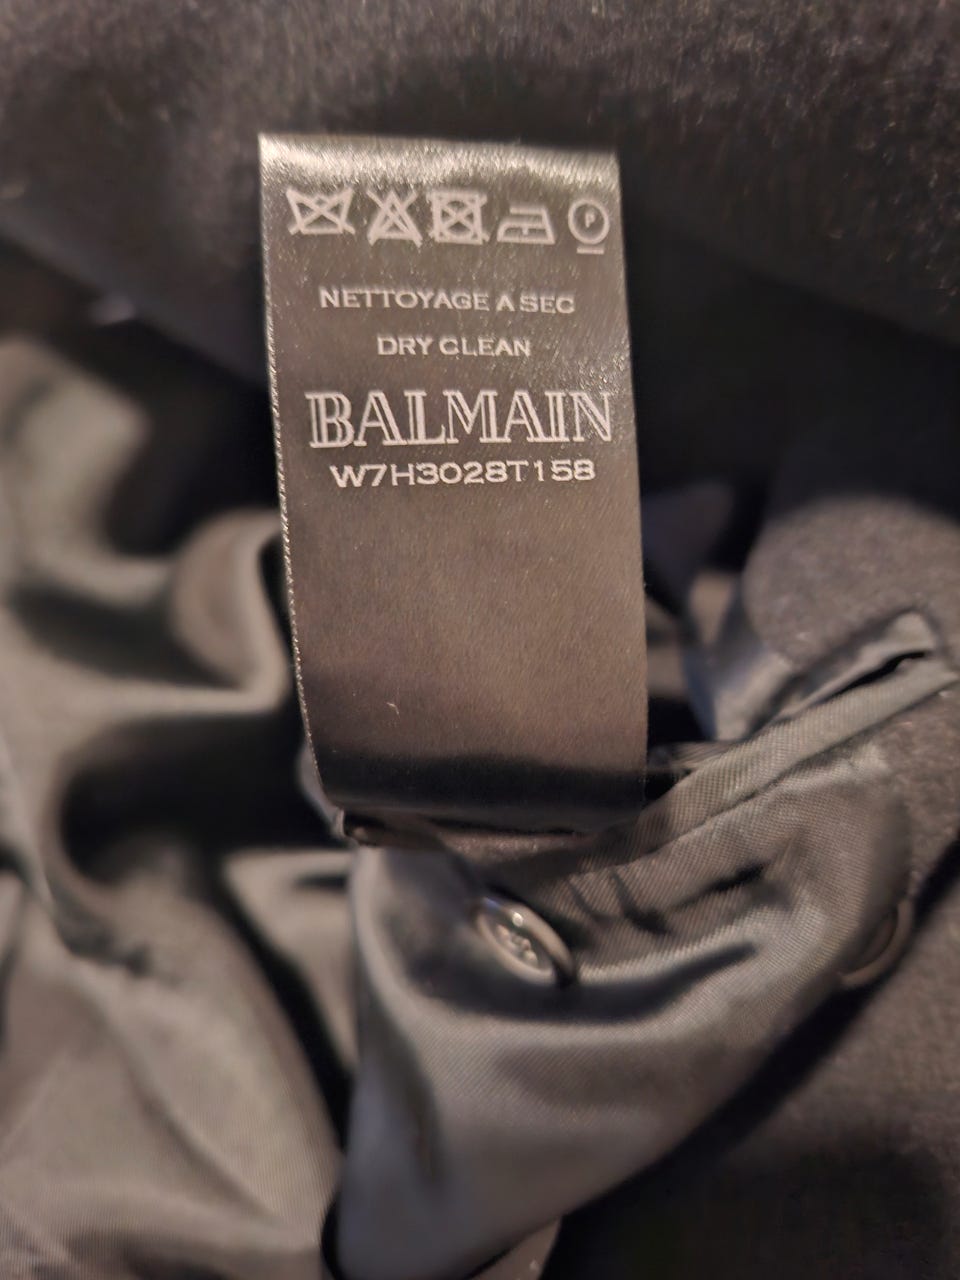 P
NETTOYAGE A SEC
DRY CLEAN
BALMAIN
W7H3028T158